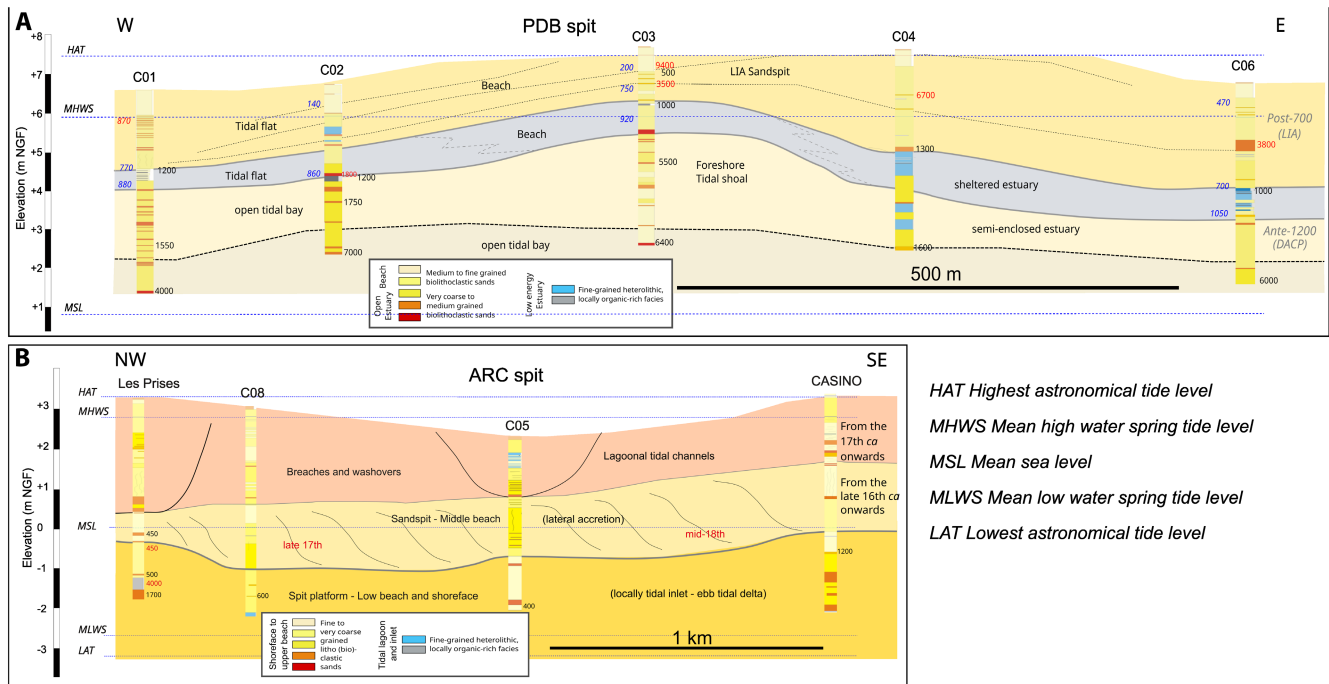 A
W
PDB spit
E
+8
+7
+6
+5
+4
+3
+2
+1
Elevation (m NGF)
HAT
MHWS
MSL
C01
C02
C03
C04
C06
870
770
1200
880
1550
4000
140
860
1800
1200
1750
7000
200
9400
500
3500
750
1000
920
5500
6400
6700
1300
1600
470
3800
700
1000
1050
6000
Beach
LIA Sandspit
Tidal flat
Beach
Tidal flat
Foreshore
Tidal shoal
open tidal bay
open tidal bay
sheltered estuary
semi-enclosed estuary
Post-700
(LIA)
Ante-1200
(DACP)
500 m
Beach
Open
Estuary
Medium to fine grained
biolithoclastic sands
Very coarse to
medium grained
biolithoclastic sands
Low energy
Estuary
Fine-grained heterolithic,
locally organic-rich facies
B
NW
ARC spit
SE
Elevation (m NGF)
+3
+2
+1
0
-1
-2
-3
HAT
MHWS
MSL
MLWS
LAT
Les Prises
C08
C05
CASINO
450
450
500
4000
1700
600
400
1200
Breaches and washovers
Lagoonal tidal channels
From the
17th ca
onwards
From the
late 16th ca
onwards
Sandspit - Middle beach
(lateral accretion)
late 17th
mid-18th
Spit platform - Low beach and shoreface
(locally tidal inlet - ebb tidal delta)
1 km
Shoreface to
upper beach
Fine to
very coarse
grained
litho (bio)-
clastic
sands
Tidal lagoon
and inlet
Fine-grained heterolithic,
locally organic-rich facies
HAT Highest astronomical tide level
MHWS Mean high water spring tide level
MSL Mean sea level
MLWS Mean low water spring tide level
LAT Lowest astronomical tide level